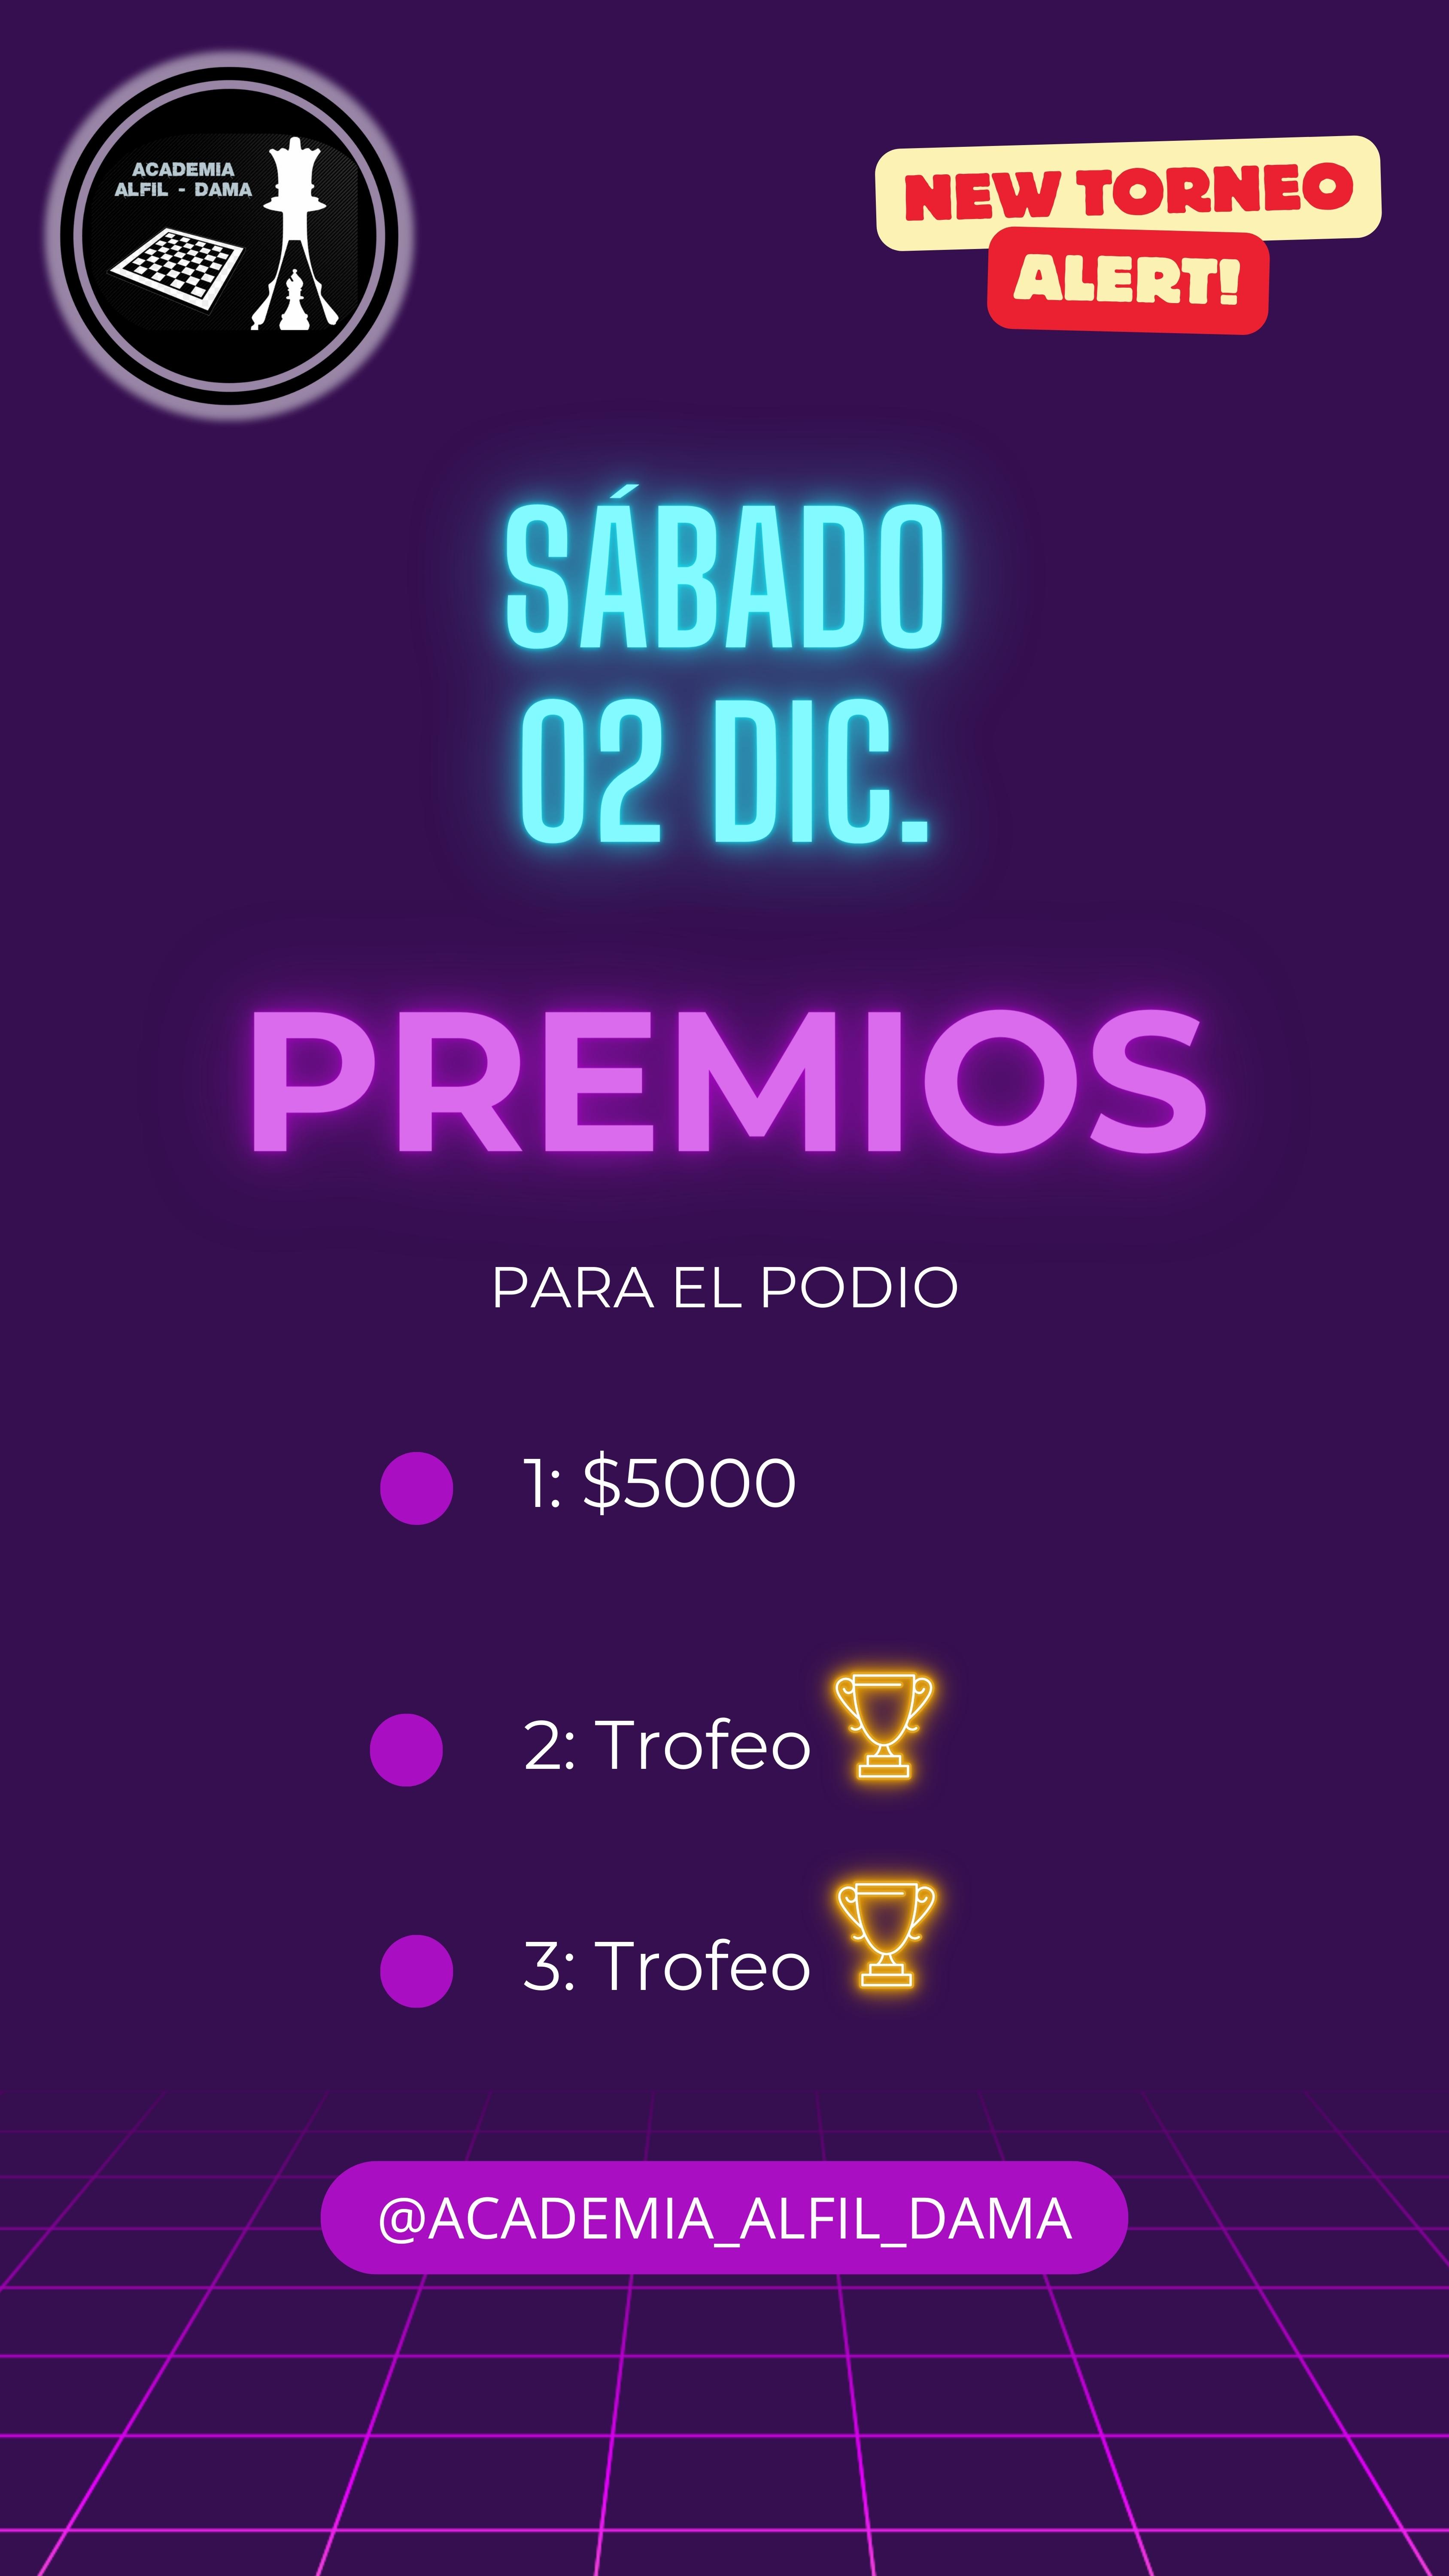 ACADEMIA
ALFIL - DAMA
NEW TORNEO
ALERT!
SÁBADO
02 DIC.
PREMIOS
PARA EL PODIO
1: $5000
2: Trofeo
3: Trofeo
@ACADEMIA_ALFIL_DAMA